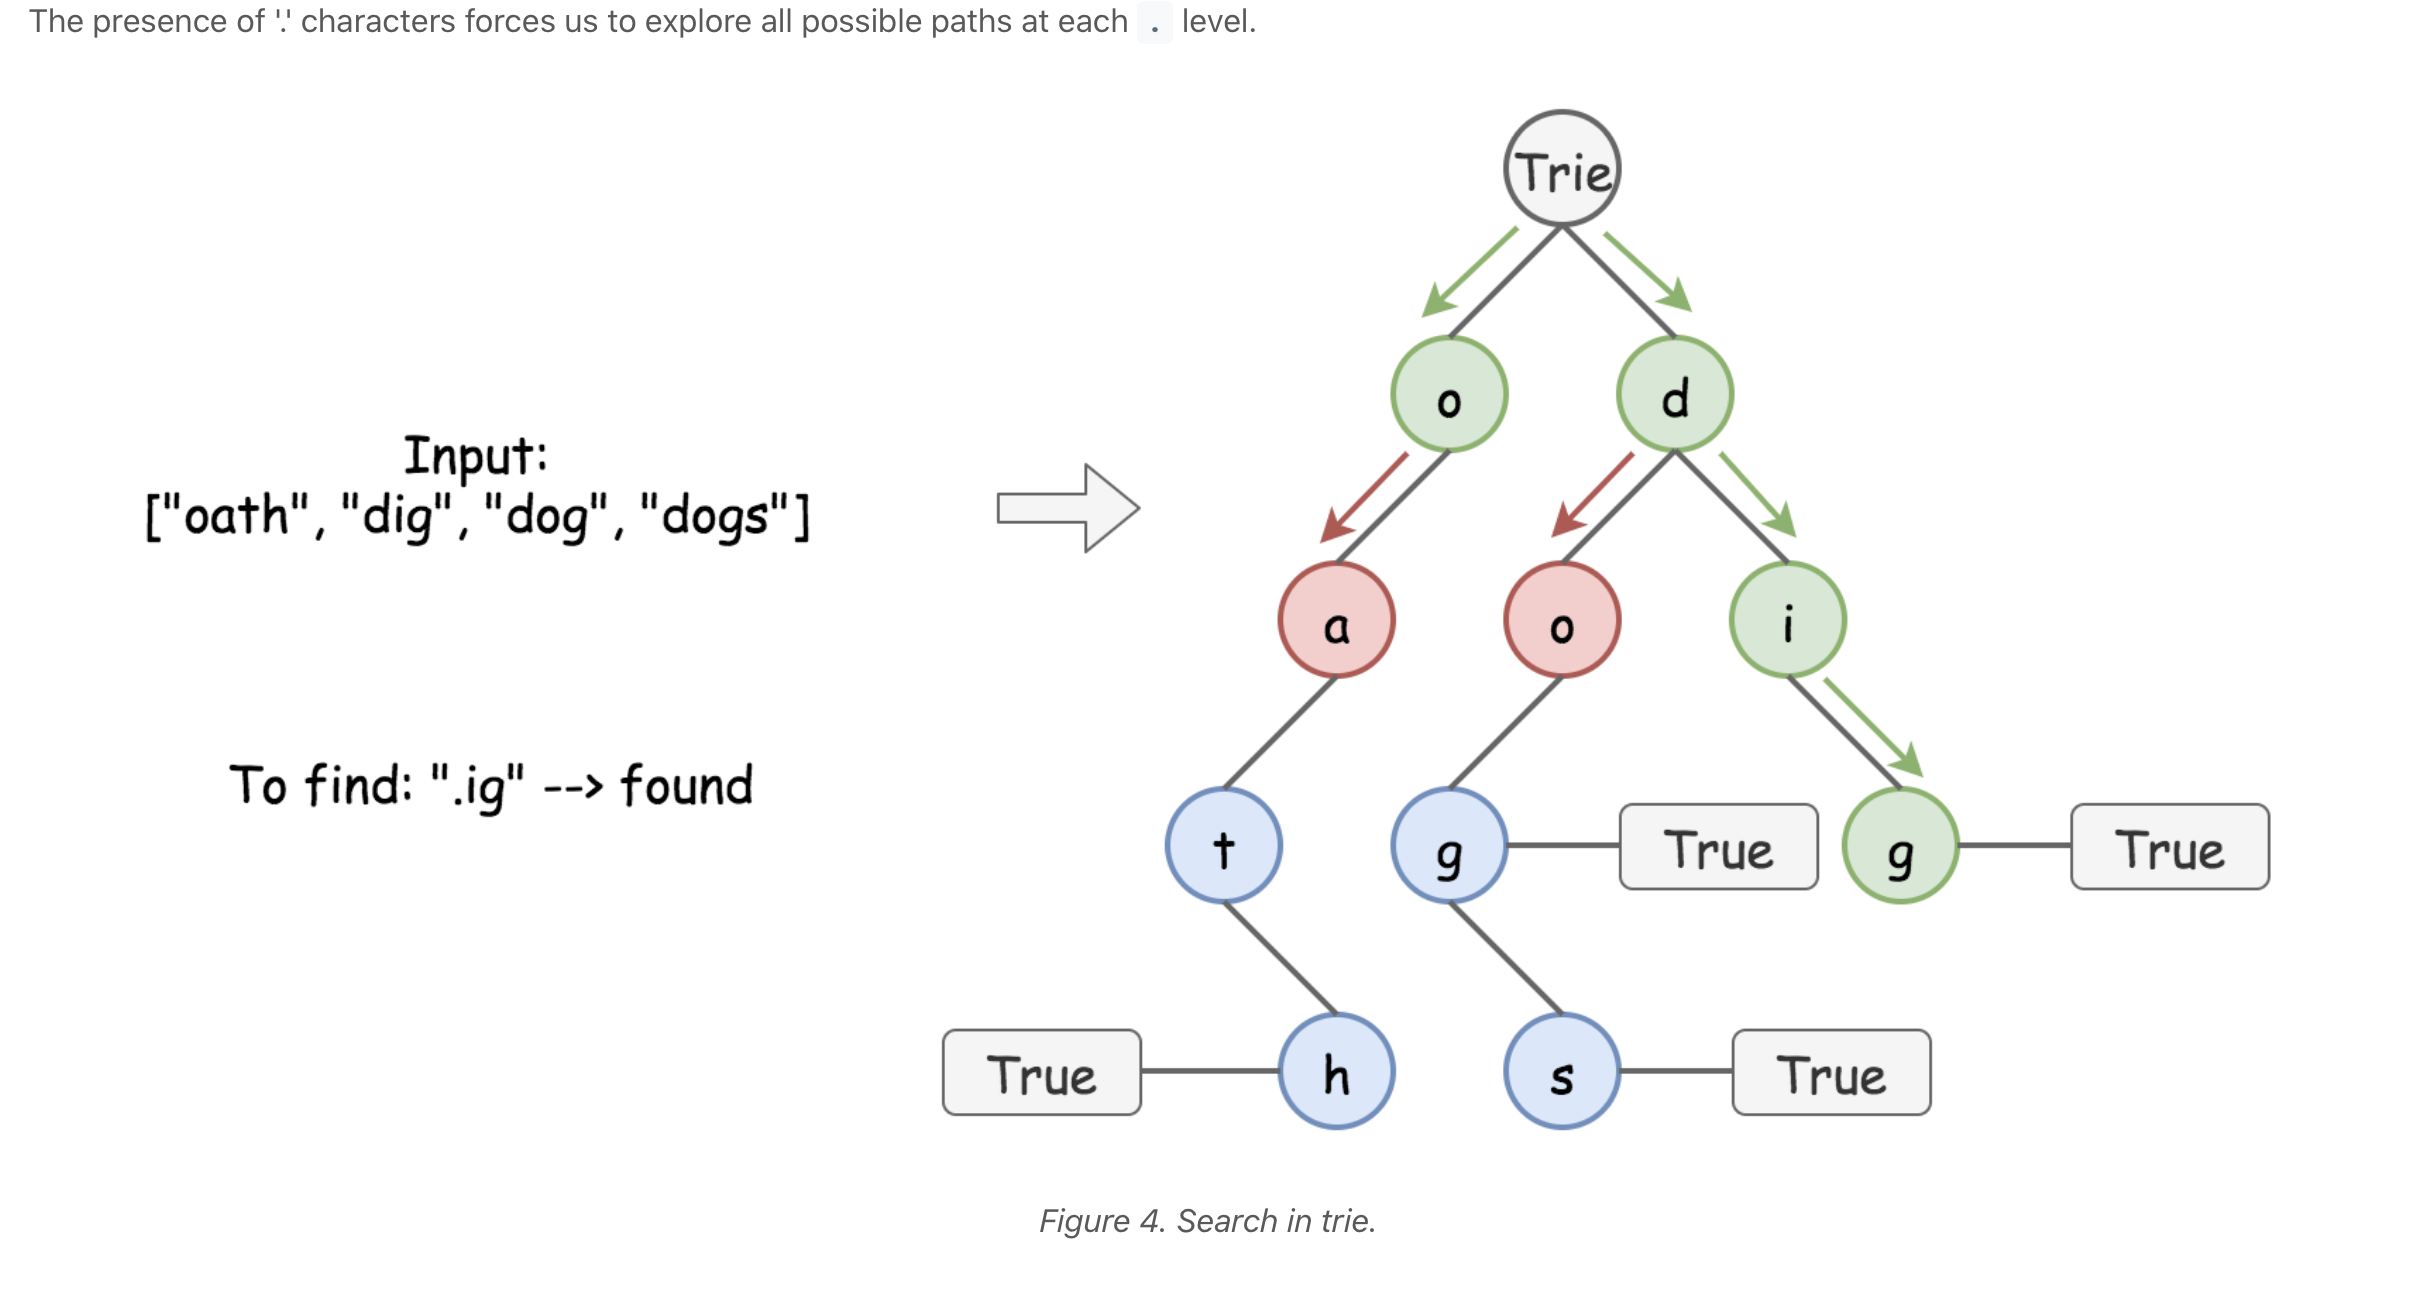 The presence of '.' characters forces us to explore all possible paths at each . level.
Trie
o
d
Input:
["oath", "dig", "dog", "dogs"]
a
o
i
To find: ".ig" --> found
t
g
True
g
True
True
h
s
True
Figure 4. Search in trie.